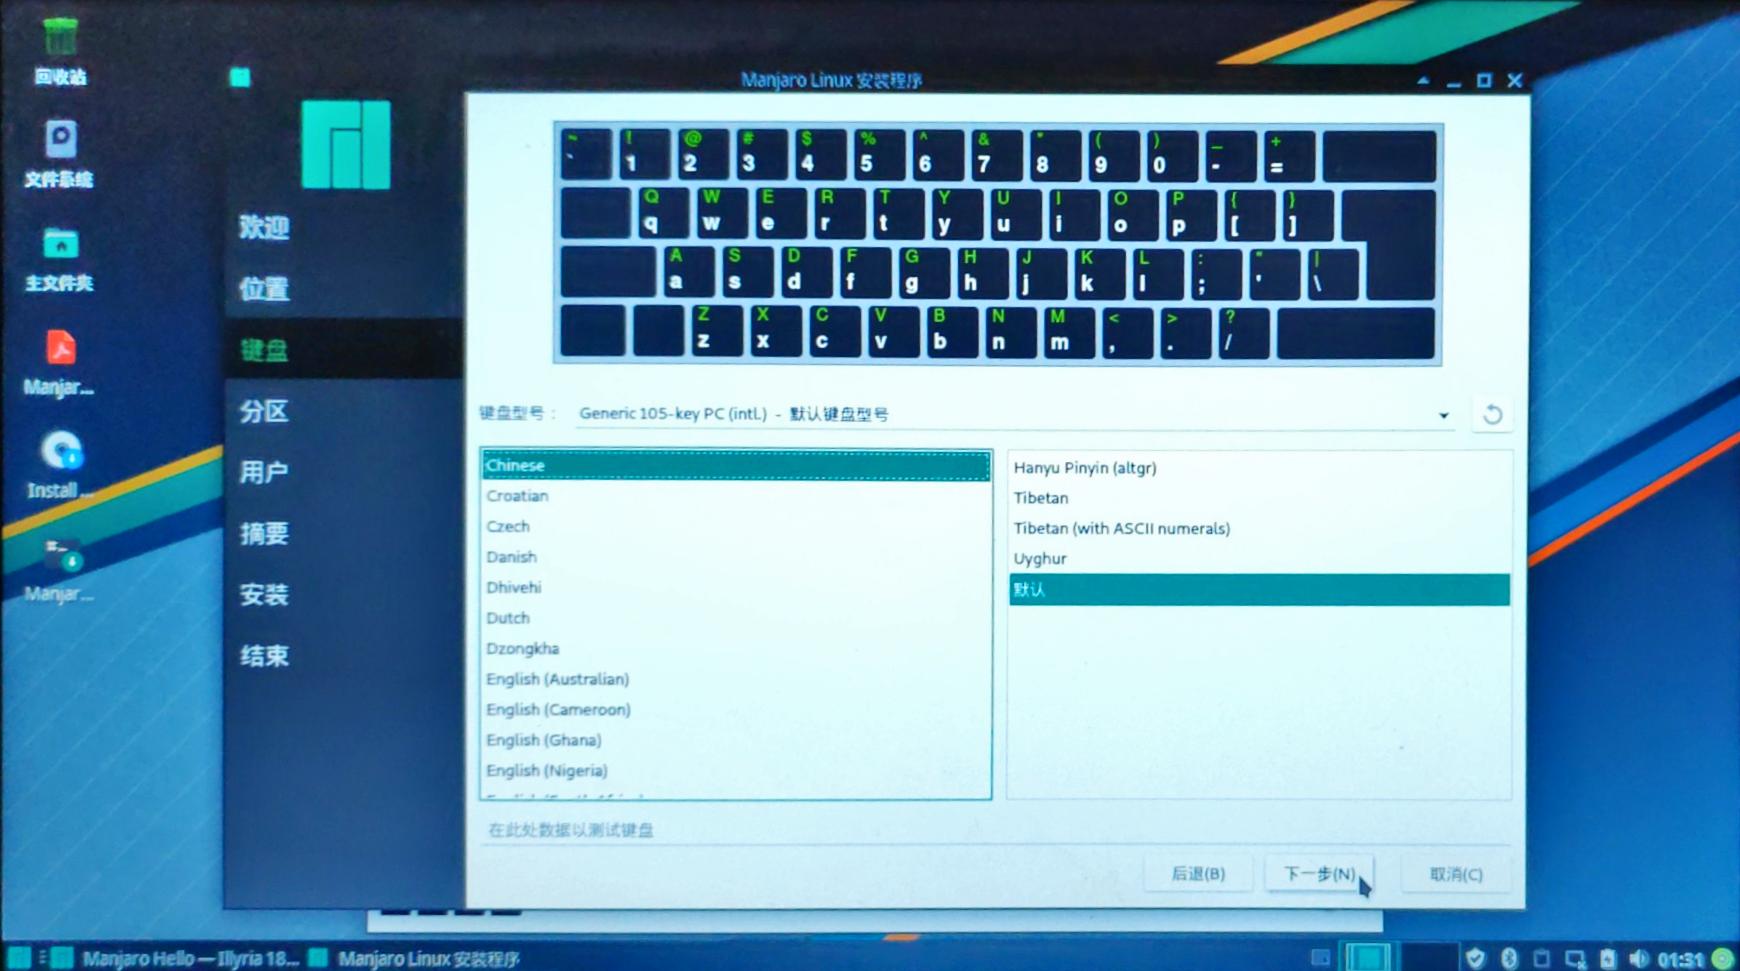 回收站
文件系统
主文件夹
Manjar...
Install ...
Manjar...
Manjaro Linux 安装程序
欢迎
位置
键盘
分区
用户
摘要
安装
结束
~ ! @ # $ % ^ & * ( ) _ +
` 1 2 3 4 5 6 7 8 9 0 - =
Q W E R T Y U I O P { }
q w e r t y u i o p [ ]
A S D F G H J K L : " |
a s d f g h j k l ; ' \
Z X C V B N M < > ?
z x c v b n m , . /
键盘型号： Generic 105-key PC (intl.) - 默认键盘型号
Chinese
Croatian
Czech
Danish
Dhivehi
Dutch
Dzongkha
English (Australian)
English (Cameroon)
English (Ghana)
English (Nigeria)
Hanyu Pinyin (altgr)
Tibetan
Tibetan (with ASCII numerals)
Uyghur
默认
在此处数据以测试键盘
后退(B) 下一步(N) 取消(C)
Manjaro Hello — Illyria 18... Manjaro Linux 安装程序 01:31